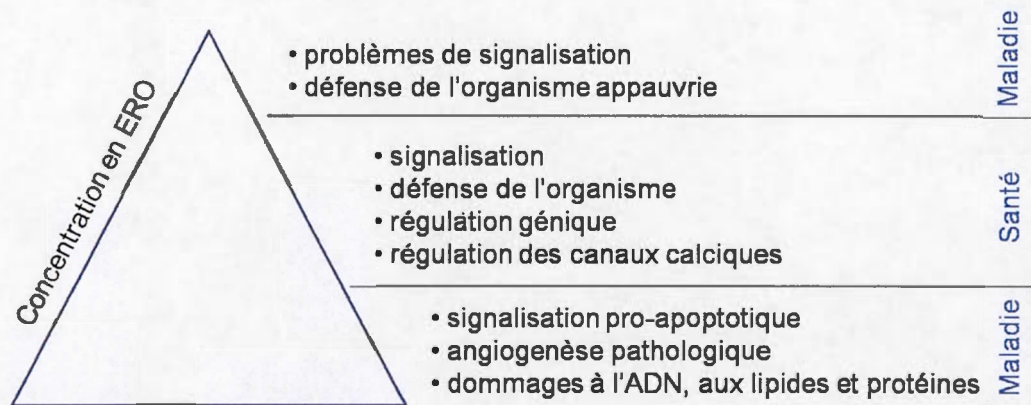 Concentration en ERO
• problèmes de signalisation
• défense de l'organisme appauvrie
Maladie
• signalisation
• défense de l'organisme
• régulation génique
• régulation des canaux calciques
Santé
• signalisation pro-apoptotique
• angiogenèse pathologique
• dommages à l'ADN, aux lipides et protéines
Maladie